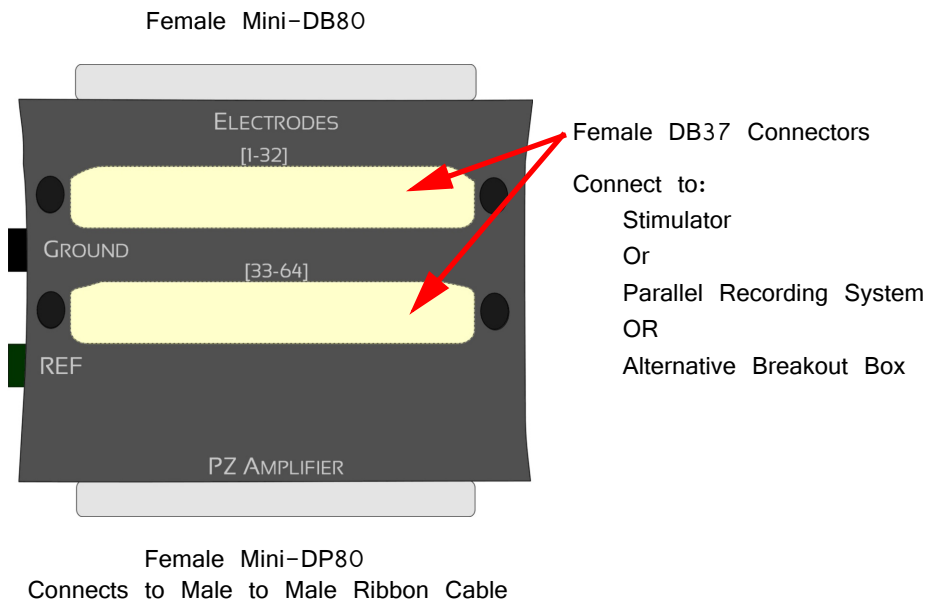 Female Mini-DB80
ELECTRODES
[1-32]
GROUND
[33-64]
REF
PZ AMPLIFIER
Female DB37 Connectors
Connect to:
Stimulator
Or
Parallel Recording System
OR
Alternative Breakout Box
Female Mini-DP80
Connects to Male to Male Ribbon Cable